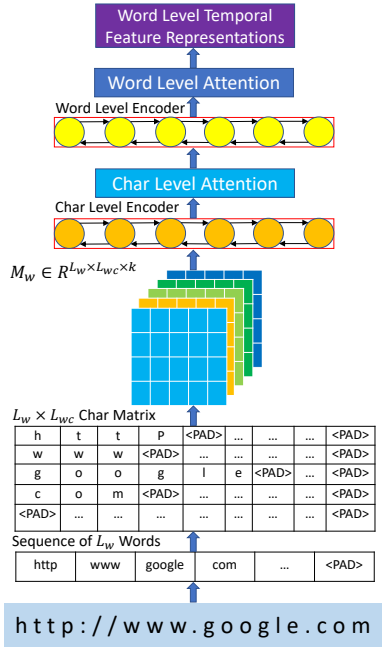 Word Level Temporal
Feature Representations
Word Level Attention
Word Level Encoder
Char Level Attention
Char Level Encoder
M_w ∈ R^{L_w×L_wc×k}
L_w × L_wc Char Matrix
h t t P <PAD> ... ... ... <PAD>
w w w <PAD> ... ... ... ... <PAD>
g o o g l e <PAD> ... <PAD>
c o m <PAD> ... ... ... ... <PAD>
<PAD> ... ... ... ... ... ... ... <PAD>
Sequence of L_w Words
http www google com ... <PAD>
http://www.google.com